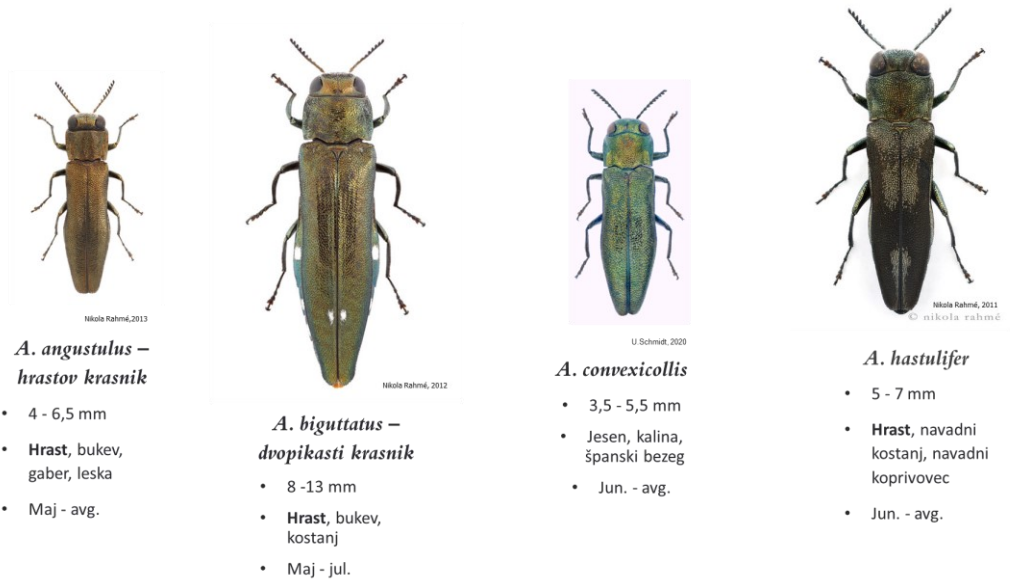 Nikola Rahmé,2013
A. angustulus –
hrastov krasnik
• 4 - 6,5 mm
• Hrast, bukev,
gaber, leska
• Maj - avg.
Nikola Rahmé, 2012
A. biguttatus –
dvopikasti krasnik
• 8 -13 mm
• Hrast, bukev,
kostanj
• Maj - jul.
U.Schmidt, 2020
A. convexicollis
• 3,5 - 5,5 mm
• Jesen, kalina,
španski bezeg
• Jun. - avg.
Nikola Rahmé, 2011
© nikola rahmé
A. hastulifer
• 5 - 7 mm
• Hrast, navadni
kostanj, navadni
koprivovec
• Jun. - avg.